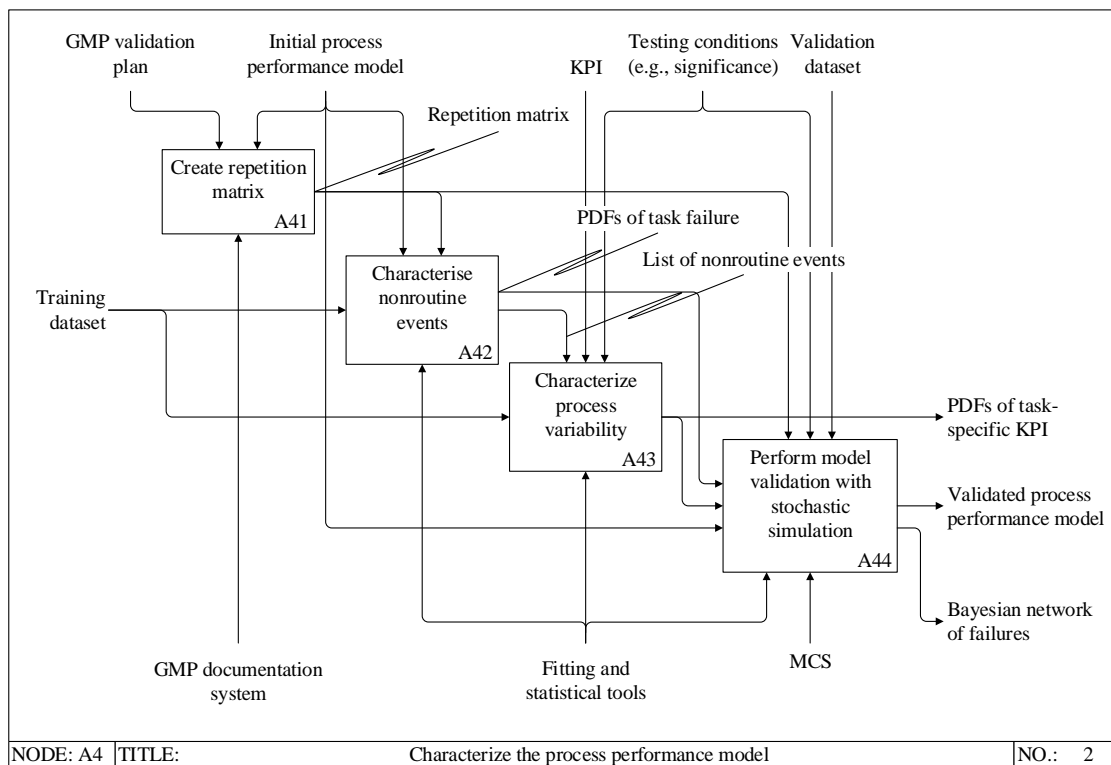 GMP validation
plan
Initial process
performance model
KPI
Testing conditions
(e.g., significance)
Validation
dataset
Repetition matrix
Create repetition
matrix
A41
PDFs of task failure
List of nonroutine events
Characterise
nonroutine
events
A42
Training
dataset
Characterize
process
variability
A43
PDFs of task-
specific KPI
Perform model
validation with
stochastic
simulation
A44
Validated process
performance model
Bayesian network
of failures
GMP documentation
system
Fitting and
statistical tools
MCS
NODE: A4
TITLE:
Characterize the process performance model
NO.: 2